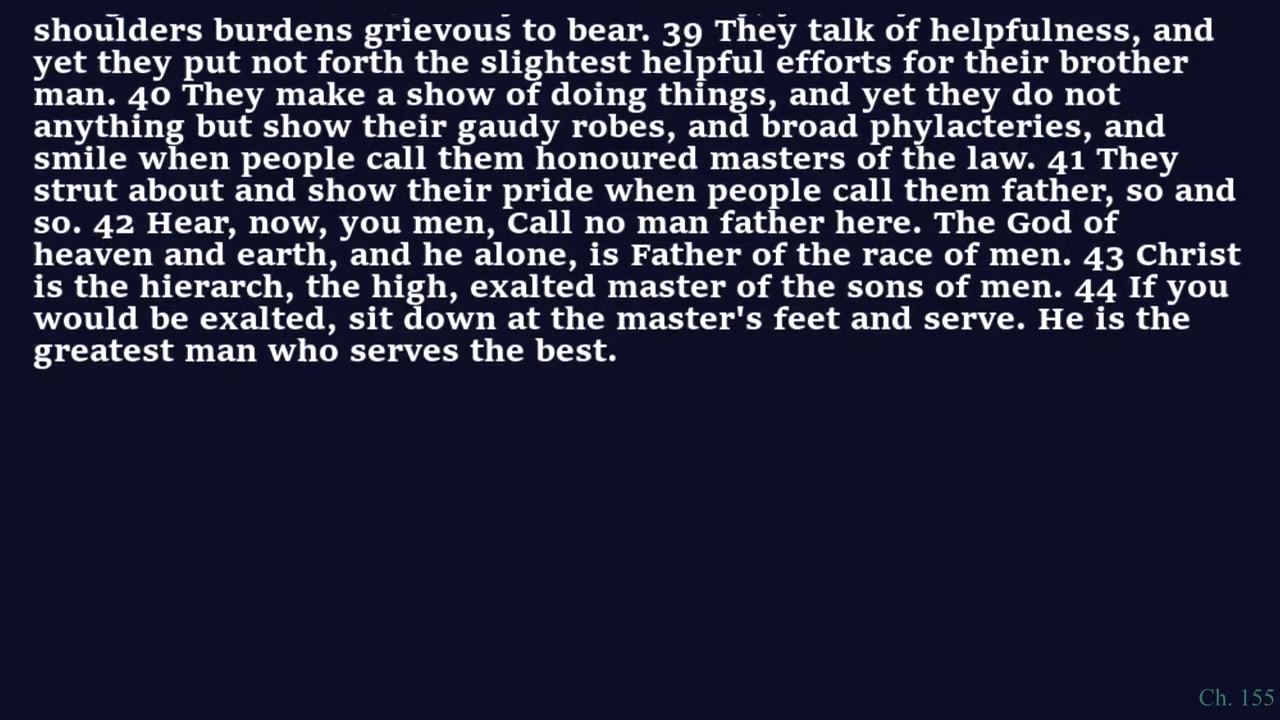 shoulders burdens grievous to bear. 39 They talk of helpfulness, and
yet they put not forth the slightest helpful efforts for their brother
man. 40 They make a show of doing things, and yet they do not
anything but show their gaudy robes, and broad phylacteries, and
smile when people call them honoured masters of the law. 41 They
strut about and show their pride when people call them father, so and
so. 42 Hear, now, you men, Call no man father here. The God of
heaven and earth, and he alone, is Father of the race of men. 43 Christ
is the hierarch, the high, exalted master of the sons of men. 44 If you
would be exalted, sit down at the master's feet and serve. He is the
greatest man who serves the best.
Ch. 155